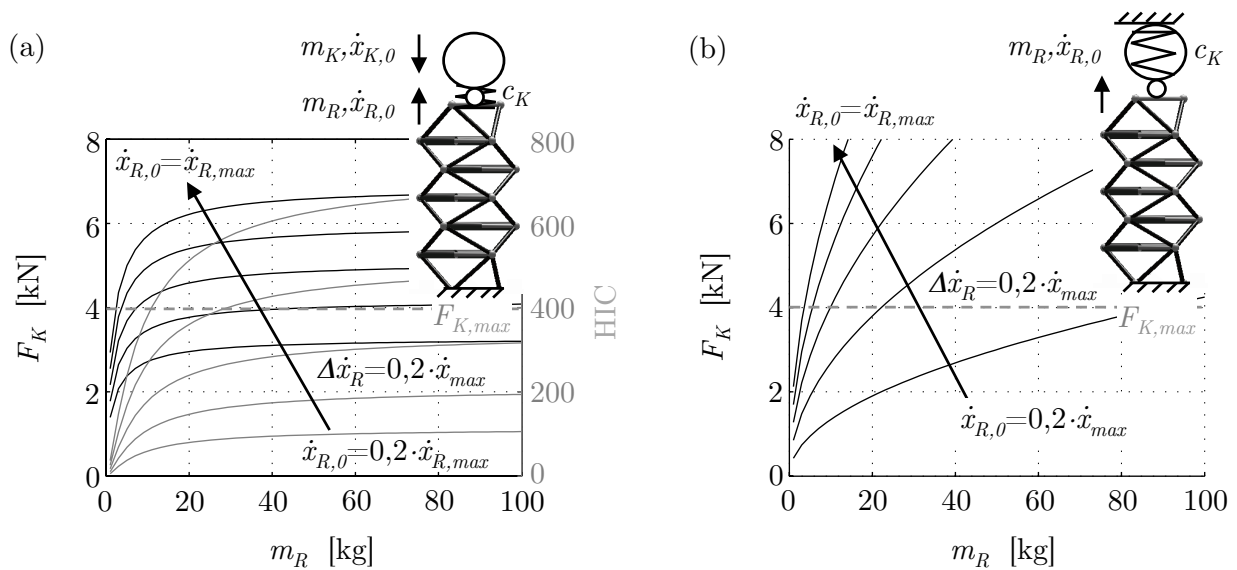 (a)
m_K, ẋ_K,0
m_R, ẋ_R,0
c_K
8
6
4
2
0
F_K [kN]
ẋ_R,0=ẋ_R,max
800
600
400
200
0
HIC
F_K,max
Δẋ_R=0,2·ẋ_max
ẋ_R,0=0,2·ẋ_R,max
0 20 40 60 80 100
m_R [kg]
(b)
m_R, ẋ_R,0
c_K
8
6
4
2
0
F_K [kN]
ẋ_R,0=ẋ_R,max
Δẋ_R=0,2·ẋ_max
F_K,max
ẋ_R,0=0,2·ẋ_max
0 20 40 60 80 100
m_R [kg]